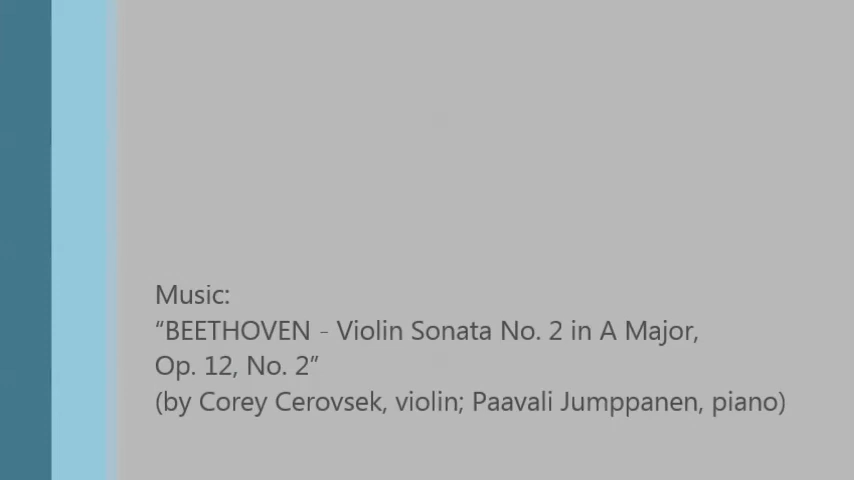 Music:
“BEETHOVEN - Violin Sonata No. 2 in A Major,
Op. 12, No. 2”
(by Corey Cerovsek, violin; Paavali Jumppanen, piano)